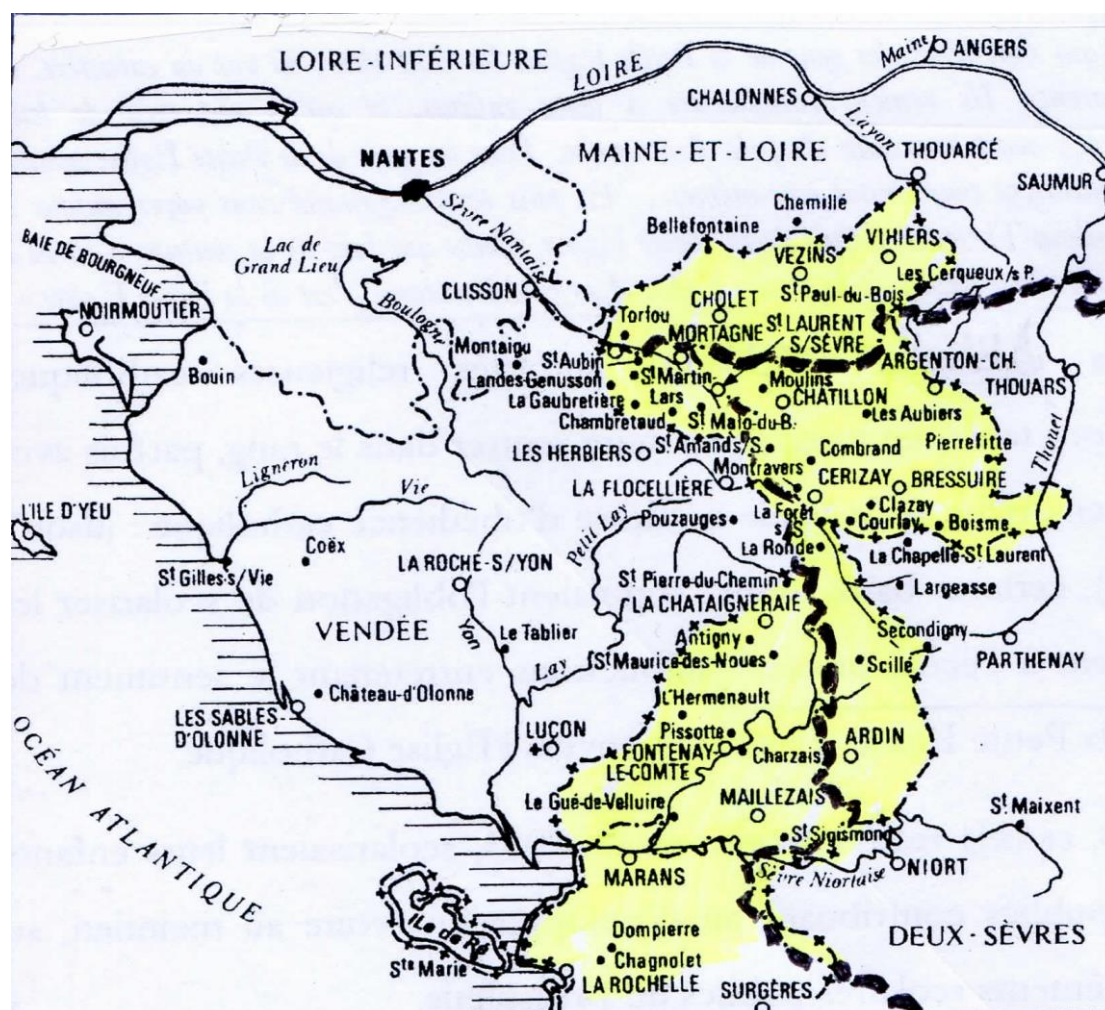 LOIRE-INFÉRIEURE
LOIRE
Maine
ANGERS
CHALONNES
Layon
THOUARCÉ
MAINE-ET-LOIRE
SAUMUR
NANTES
Sèvre Nantaise
Chemillé
Bellefontaine
VIHIERS
VEZINS
BAIE DE BOURGNEUF
Lac de
Grand Lieu
Les Cerqueux/s P.
St Paul-du-Bois
CLISSON
CHOLET
NOIRMOUTIER
Boulogne
Torfou
MORTAGNE
St LAURENT
S/SÈVRE
Montaigu
St Aubin
ARGENTON-CH
Bouin
Landes-Genusson
St Martin
Moulins
THOUARS
La Gaubretière
Lars
CHÂTILLON
Chambretaud
St Malo-du-B.
Les Aubiers
St Amand s/S.
Pierrefitte
LES HERBIERS
Combrand
Thouet
Montravers
Ligneron
Vie
CERIZAY
BRESSUIRE
LA FLOCELLIÈRE
L'ILE D'YEU
Petit Lay
La Forêt
s/S
Clazay
Pouzauges
Courlay
Boismé
Coëx
La Ronde
La Chapelle-St Laurent
LA ROCHE-S/YON
St Gilles-s/Vie
St Pierre-du-Chemin
Largeasse
LA CHATAIGNERAIE
VENDÉE
Yon
Le Tablier
Secondigny
Antigny
PARTHENAY
Lay
St Maurice-des-Noues
Scillé
Château-d'Olonne
L'Hermenault
OCÉAN ATLANTIQUE
LES SABLES
D'OLONNE
LUÇON
Pissotte
ARDIN
FONTENAY
LE-COMTE
Charzais
Le Gué-de-Velluire
MAILLEZAIS
St Maixent
St Sigismond
MARANS
Sèvre Niortaise
NIORT
DEUX-SÈVRES
Ile de Ré
Dompierre
Ste Marie
Chagnolet
LA ROCHELLE
SURGÈRES